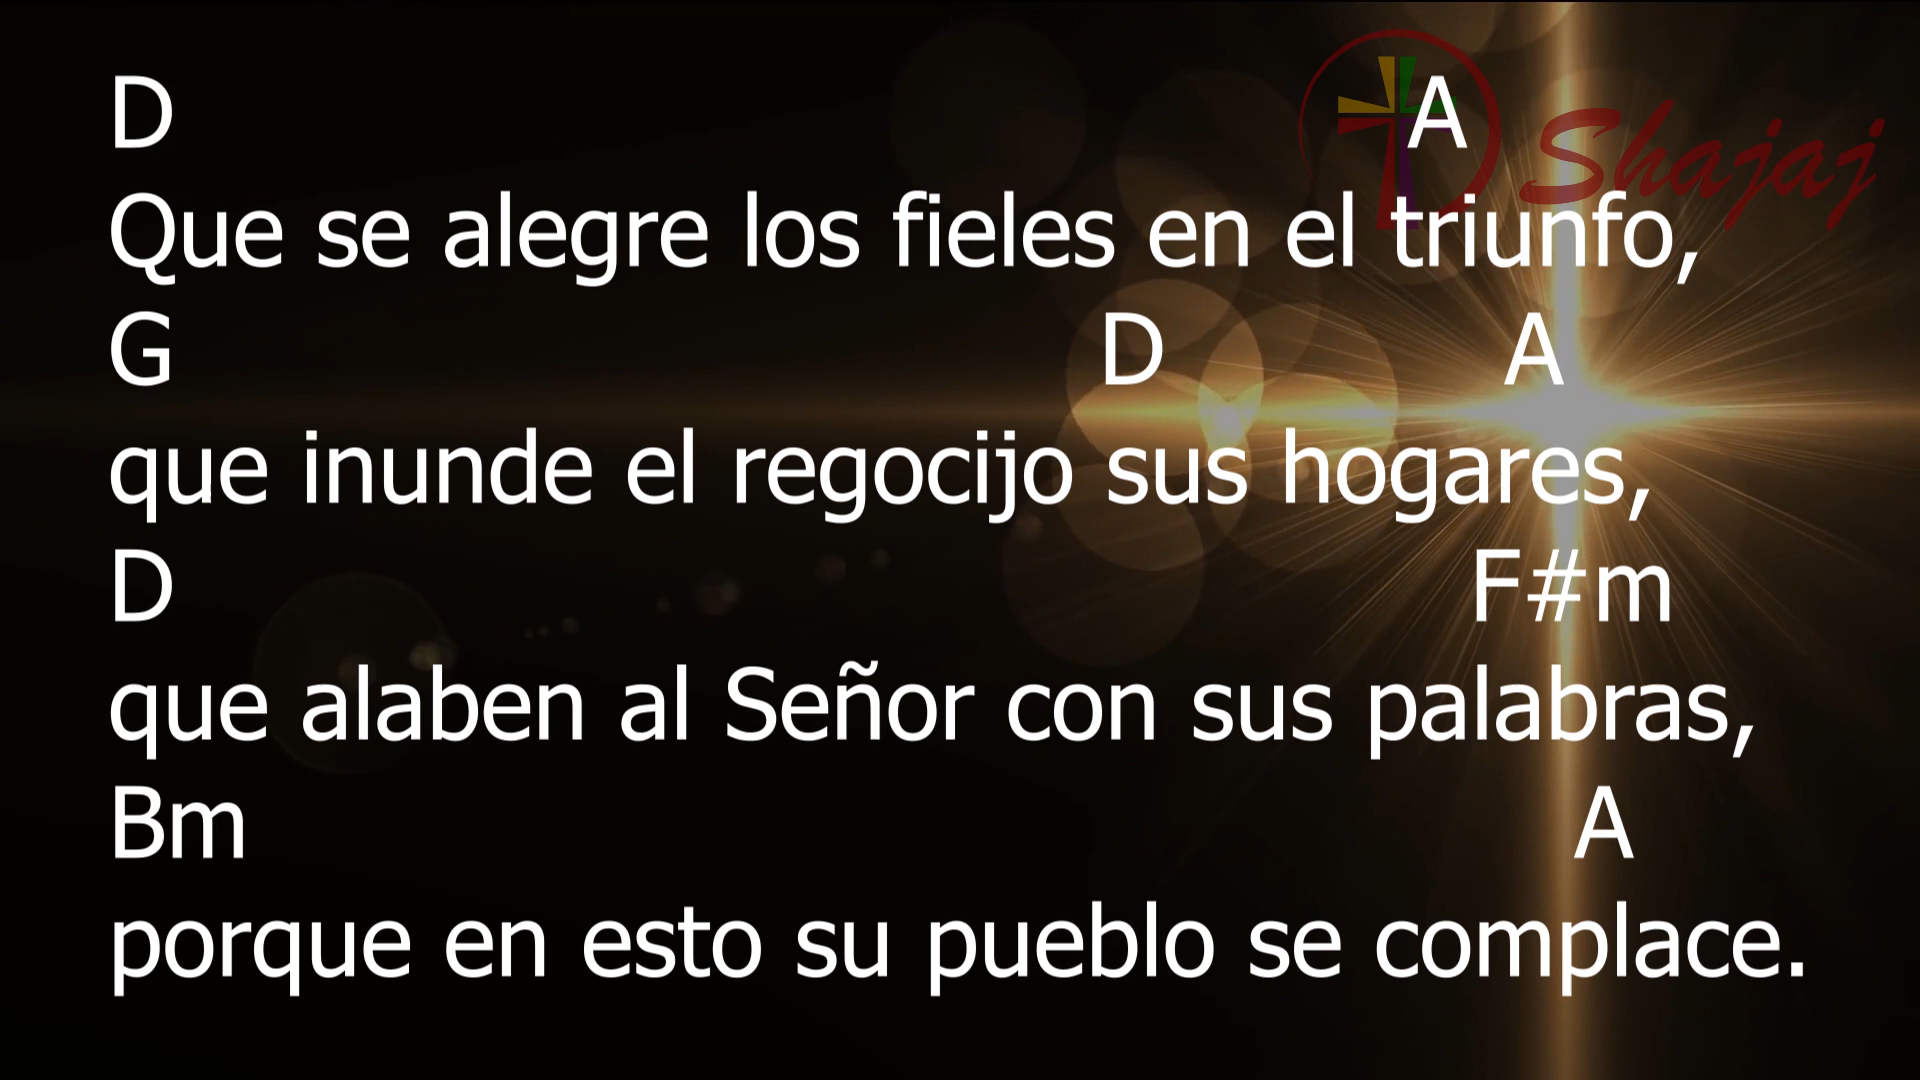 D A
Shajaj
Que se alegre los fieles en el triunfo,
G D A
que inunde el regocijo sus hogares,
D F#m
que alaben al Señor con sus palabras,
Bm A
porque en esto su pueblo se complace.